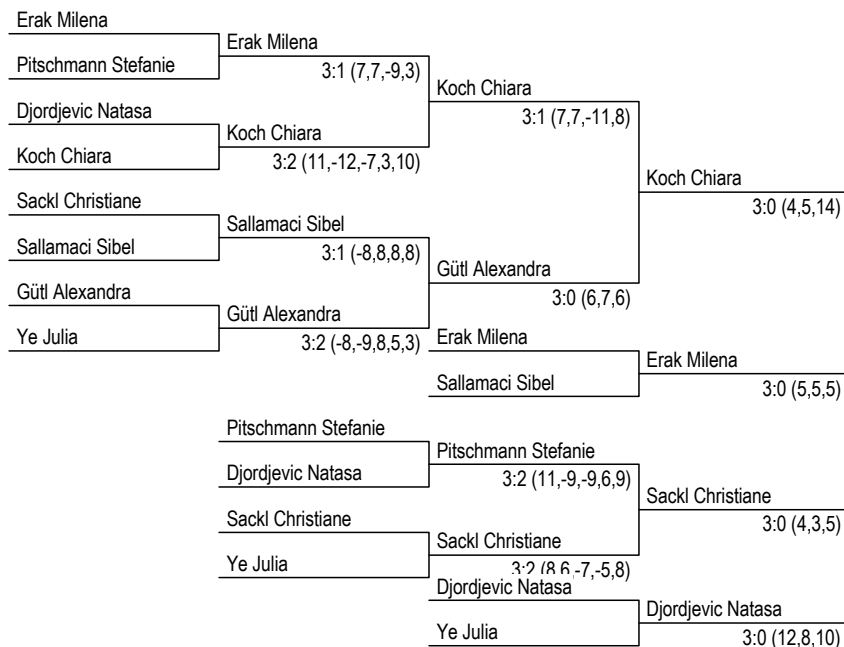 Erak Milena
Erak Milena
Pitschmann Stefanie
3:1 (7,7,-9,3)
Koch Chiara
Djordjevic Natasa
3:1 (7,7,-11,8)
Koch Chiara
Koch Chiara
3:2 (11,-12,-7,3,10)
Koch Chiara
Sackl Christiane
3:0 (4,5,14)
Sallamaci Sibel
Sallamaci Sibel
3:1 (-8,8,8,8)
Gütl Alexandra
Gütl Alexandra
3:0 (6,7,6)
Gütl Alexandra
Ye Julia
3:2 (-8,-9,8,5,3)
Erak Milena
Erak Milena
Sallamaci Sibel
3:0 (5,5,5)
Pitschmann Stefanie
Pitschmann Stefanie
Djordjevic Natasa
3:2 (11,-9,-9,6,9)
Sackl Christiane
Sackl Christiane
3:0 (4,3,5)
Sackl Christiane
Ye Julia
3:2 (8,6,-7,-5,8)
Djordjevic Natasa
Djordjevic Natasa
Ye Julia
3:0 (12,8,10)